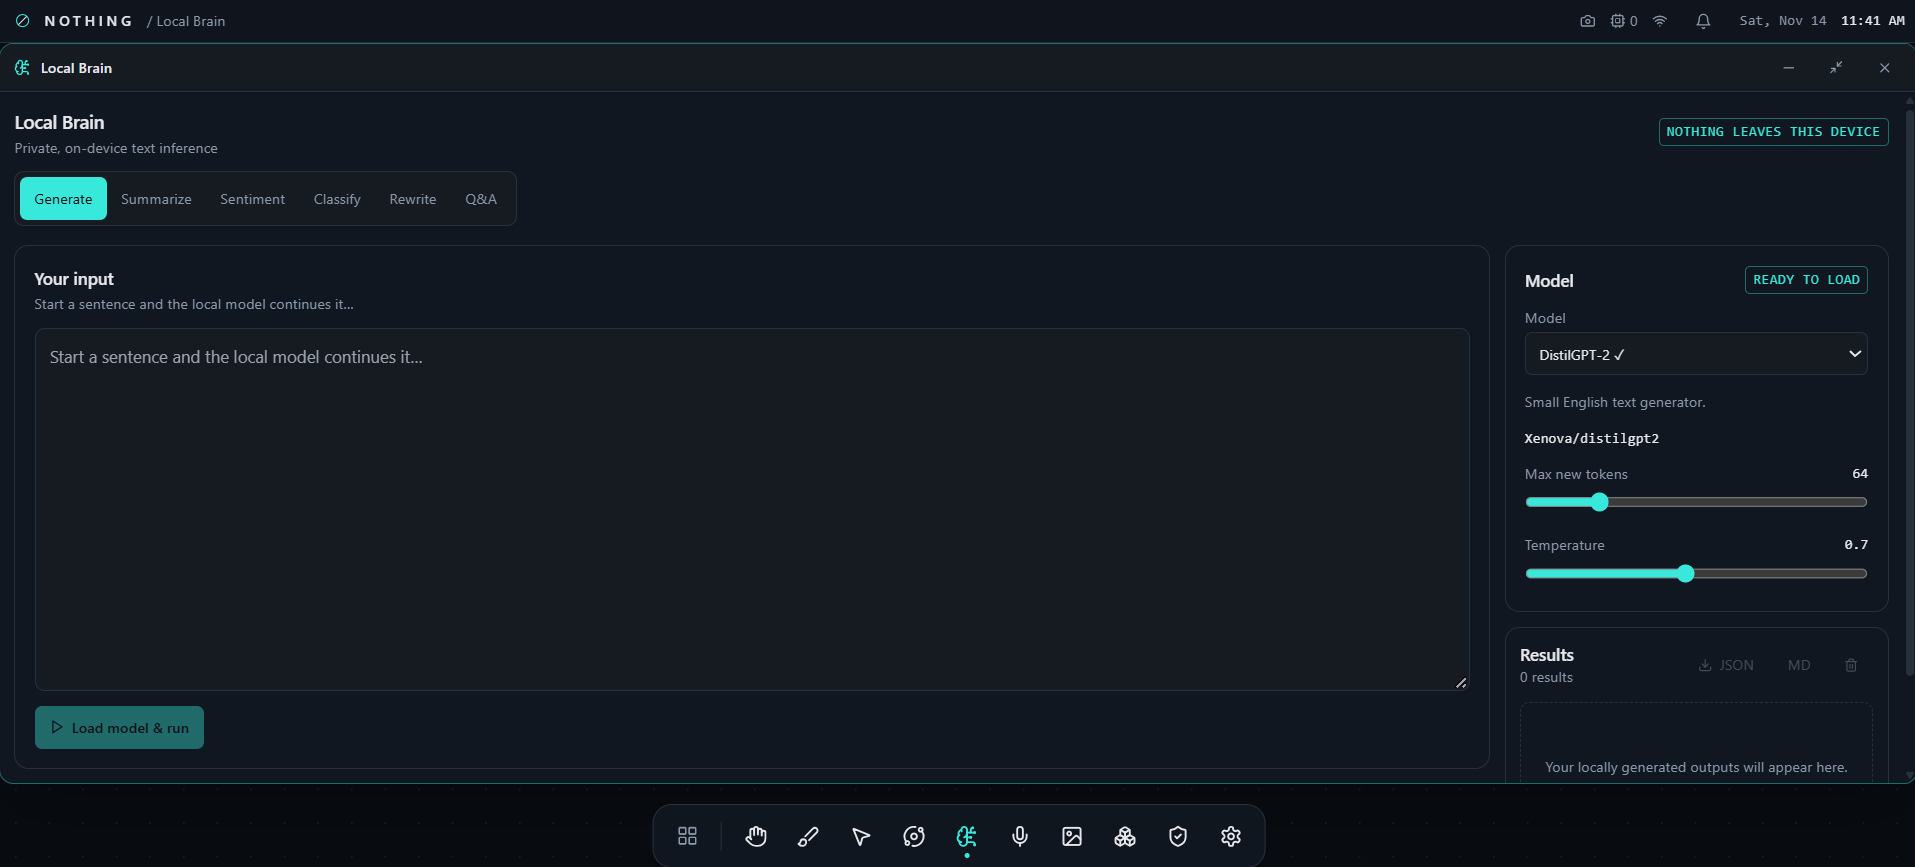 NOTHING / Local Brain
0
Sat, Nov 14 11:41 AM
Local Brain
Local Brain
Private, on-device text inference
NOTHING LEAVES THIS DEVICE
Generate Summarize Sentiment Classify Rewrite Q&A
Your input
Start a sentence and the local model continues it...
Start a sentence and the local model continues it...
Load model & run
Model
READY TO LOAD
Model
DistilGPT-2 ✓
Small English text generator.
Xenova/distilgpt2
Max new tokens 64
Temperature 0.7
Results
0 results
JSON MD
Your locally generated outputs will appear here.